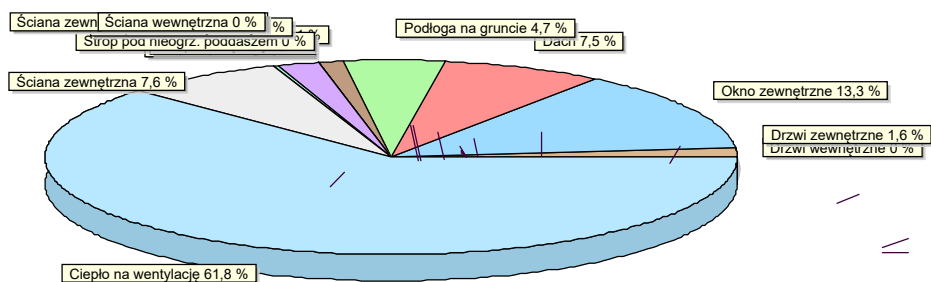 Ściana zewn
Ściana wewnętrzna 0 %
%
%
Strop pod nieogrz. poddaszem 0 %
Podłoga na gruncie 4,7 %
Dach 7,5 %
Ściana zewnętrzna 7,6 %
Okno zewnętrzne 13,3 %
Drzwi zewnętrzne 1,6 %
Drzwi wewnętrzne 0 %
Ciepło na wentylację 61,8 %